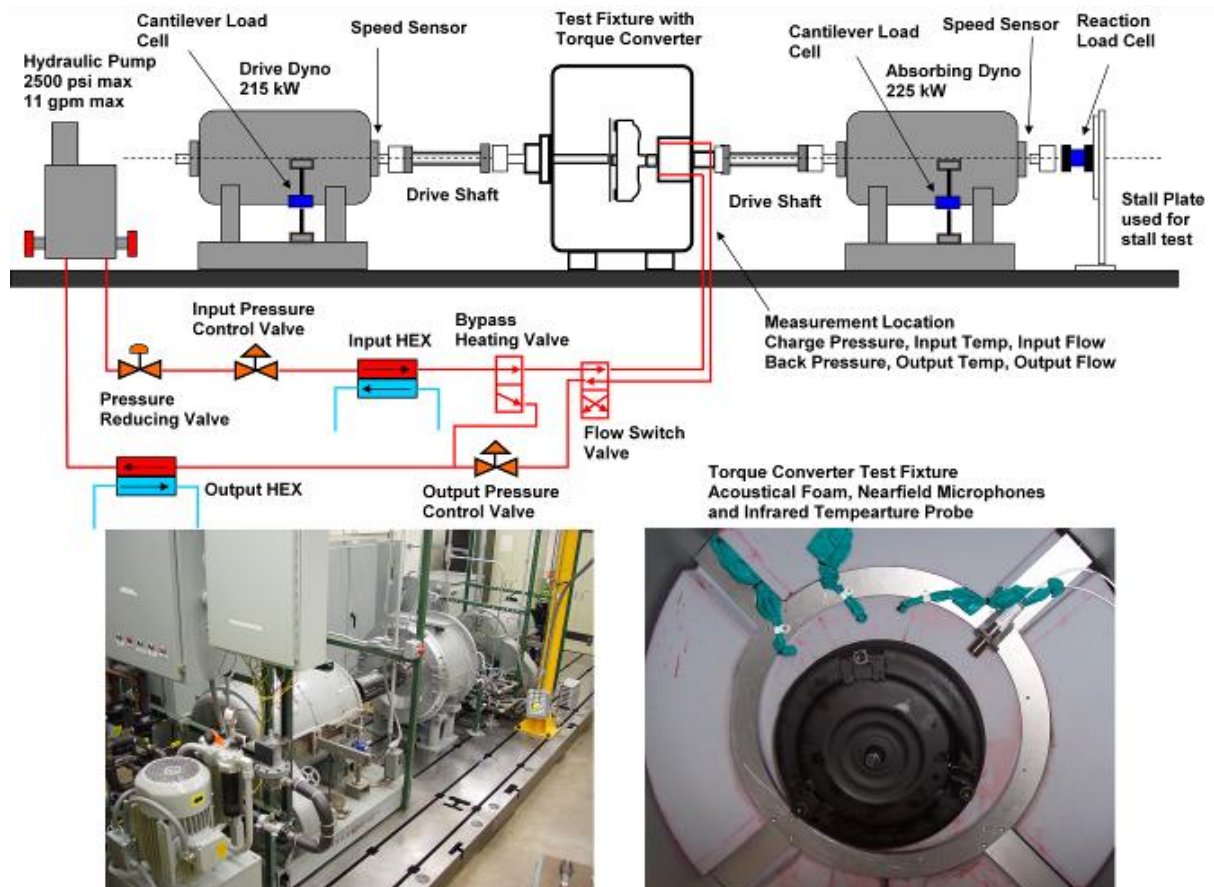 Cantilever Load
Cell
Speed Sensor
Test Fixture with
Torque Converter
Cantilever Load
Cell
Speed Sensor
Reaction
Load Cell
Hydraulic Pump
2500 psi max
11 gpm max
Drive Dyno
215 kW
Absorbing Dyno
225 kW
Drive Shaft
Drive Shaft
Stall Plate
used for
stall test
Input Pressure
Control Valve
Input HEX
Bypass
Heating Valve
Measurement Location
Charge Pressure, Input Temp, Input Flow
Back Pressure, Output Temp, Output Flow
Pressure
Reducing Valve
Flow Switch
Valve
Output HEX
Output Pressure
Control Valve
Torque Converter Test Fixture
Acoustical Foam, Nearfield Microphones
and Infrared Tempearture Probe